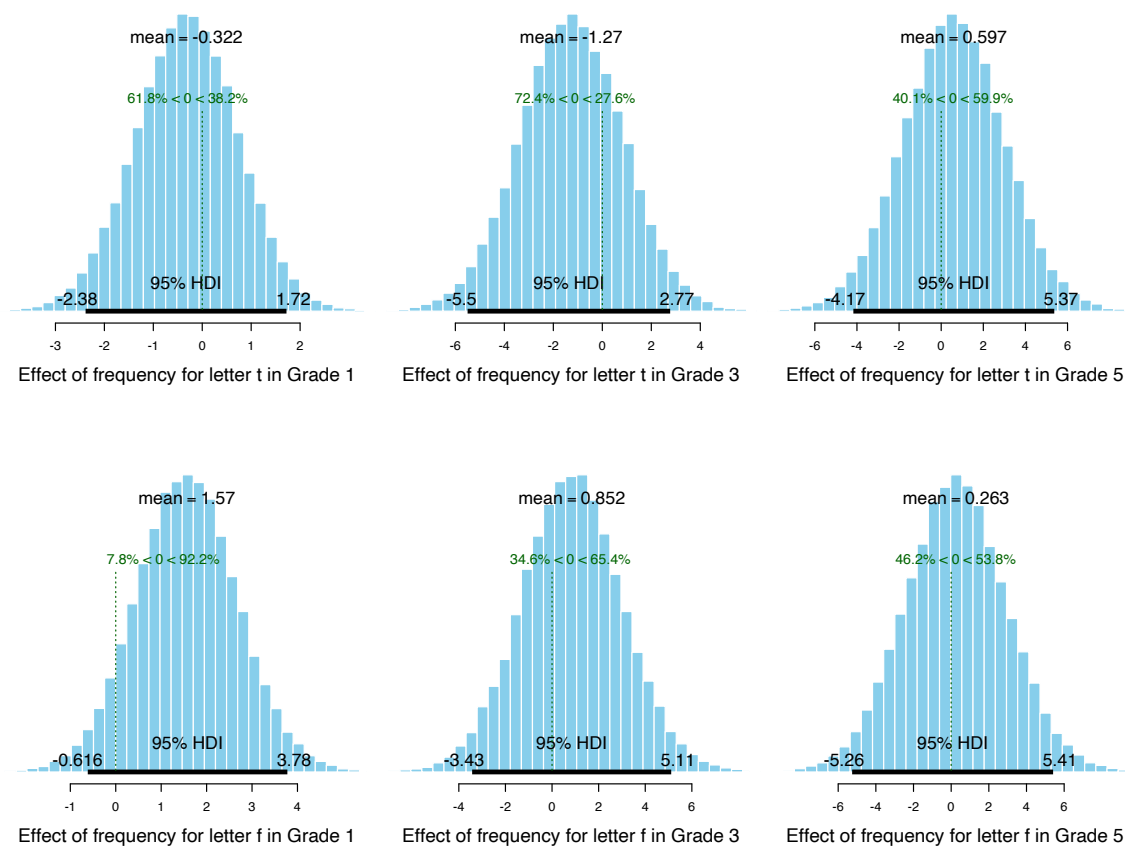 mean = -0.322
61.8% < 0 < 38.2%
95% HDI
-2.38 1.72
-3 -2 -1 0 1 2
Effect of frequency for letter t in Grade 1
mean = -1.27
72.4% < 0 < 27.6%
95% HDI
-5.5 2.77
-6 -4 -2 0 2 4
Effect of frequency for letter t in Grade 3
mean = 0.597
40.1% < 0 < 59.9%
95% HDI
-4.17 5.37
-6 -4 -2 0 2 4 6
Effect of frequency for letter t in Grade 5
mean = 1.57
7.8% < 0 < 92.2%
95% HDI
-0.616 3.78
-1 0 1 2 3 4
Effect of frequency for letter f in Grade 1
mean = 0.852
34.6% < 0 < 65.4%
95% HDI
-3.43 5.11
-4 -2 0 2 4 6
Effect of frequency for letter f in Grade 3
mean = 0.263
46.2% < 0 < 53.8%
95% HDI
-5.26 5.41
-6 -4 -2 0 2 4 6
Effect of frequency for letter f in Grade 5